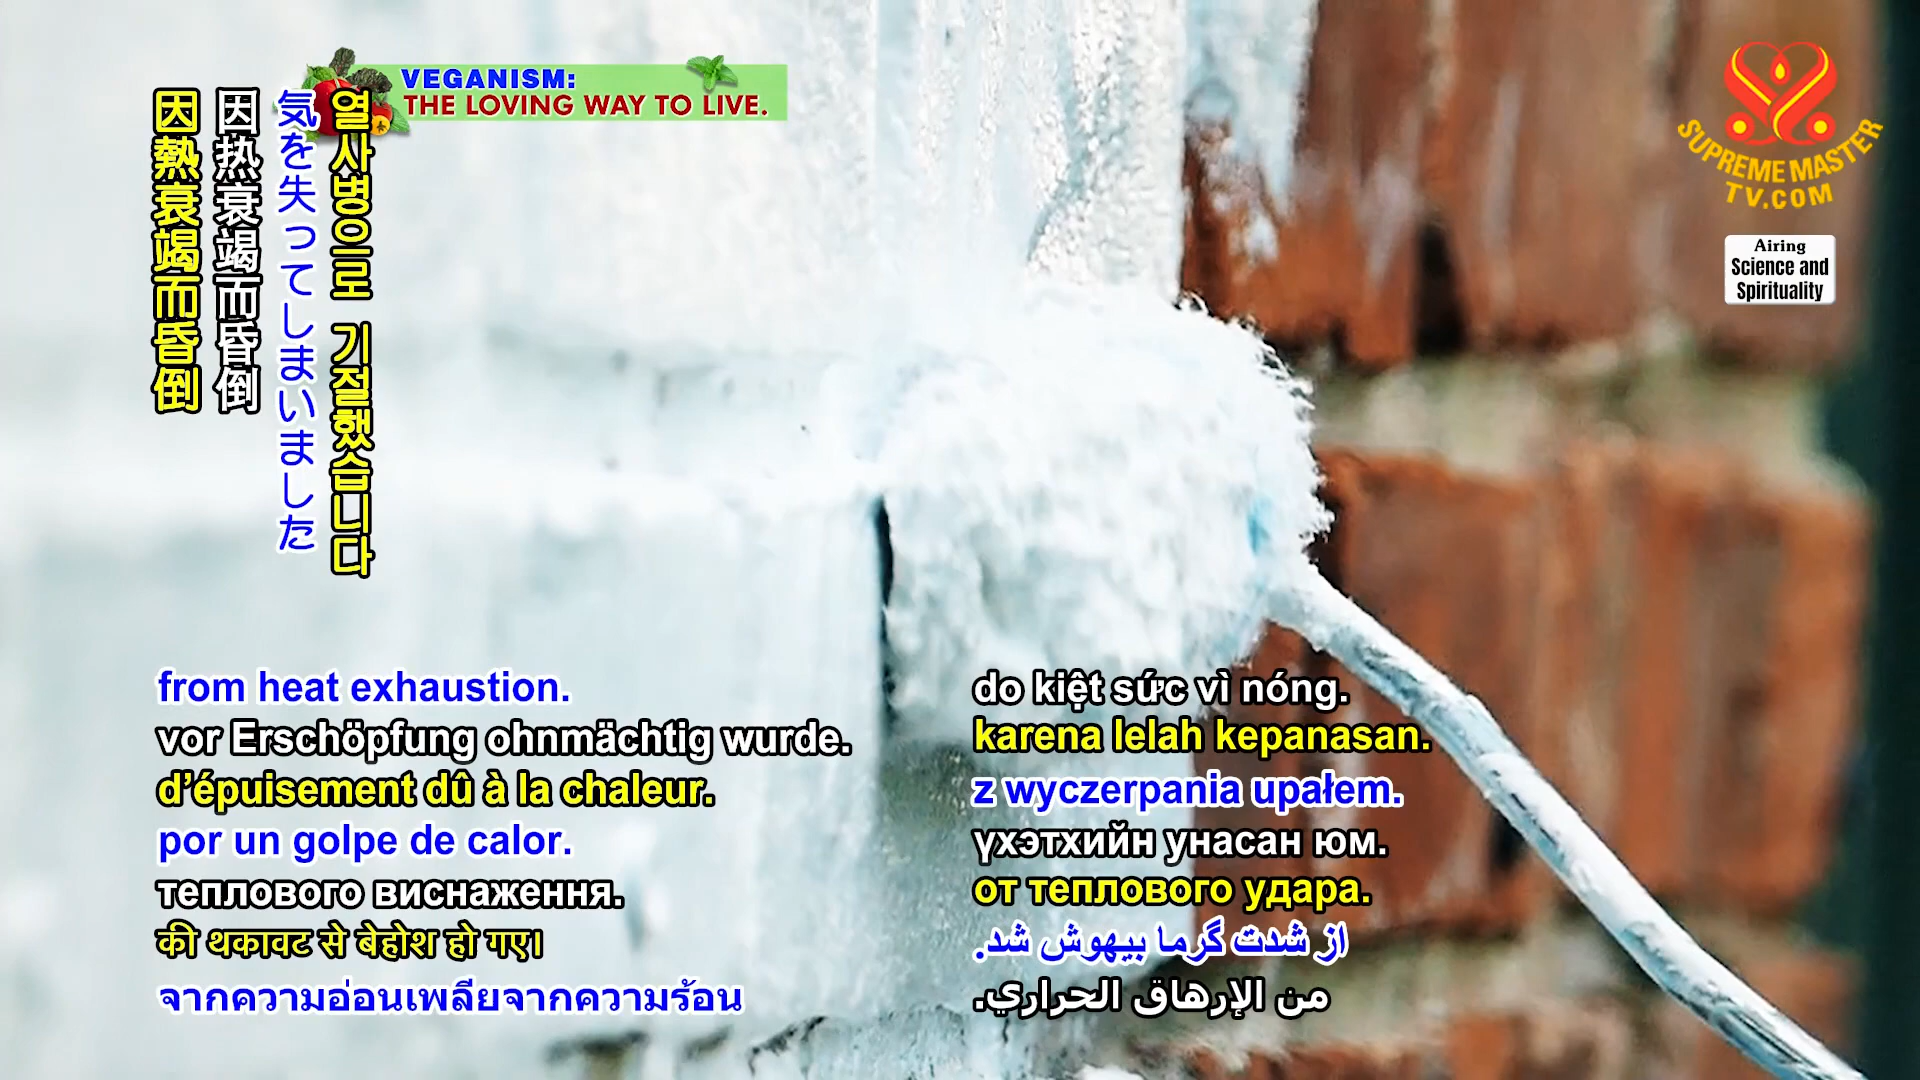 VEGANISM:
THE LOVING WAY TO LIVE.
SUPREME MASTER
TV.COM
Airing
Science and
Spirituality
열사병으로 기절했습니다
気を失ってしまいました
因热衰竭而昏倒
因熱衰竭而昏倒
from heat exhaustion.
vor Erschöpfung ohnmächtig wurde.
d’épuisement dû à la chaleur.
por un golpe de calor.
теплового виснаження.
की थकावट से बेहोश हो गए।
จากความอ่อนเพลียจากความร้อน
do kiệt sức vì nóng.
karena lelah kepanasan.
z wyczerpania upałem.
үхэтхийн унасан юм.
от теплового удара.
از شدت گرما بیهوش شد.
من الإرهاق الحراري.